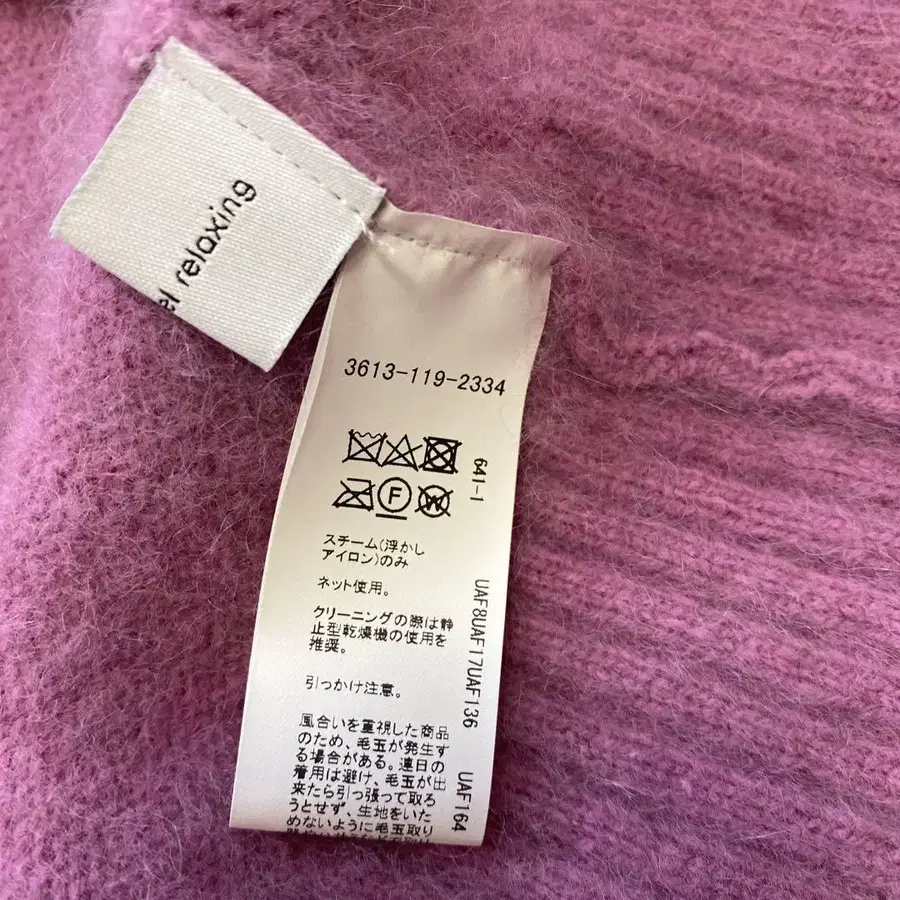 relaxing
3613-119-2334
641-1
F
W
スチーム(浮かし
アイロン)のみ
ネット使用。
クリーニングの際は静
止型乾燥機の使用を
推奨。
引っかけ注意。
風合いを重視した商品
のため、毛玉が発生す
る場合がある。連日の
着用は避け、毛玉が出
来たら引っ張って取ろ
うとせず、生地をいた
めないように毛玉取り
UAF8UAF17UAF136
UAF164